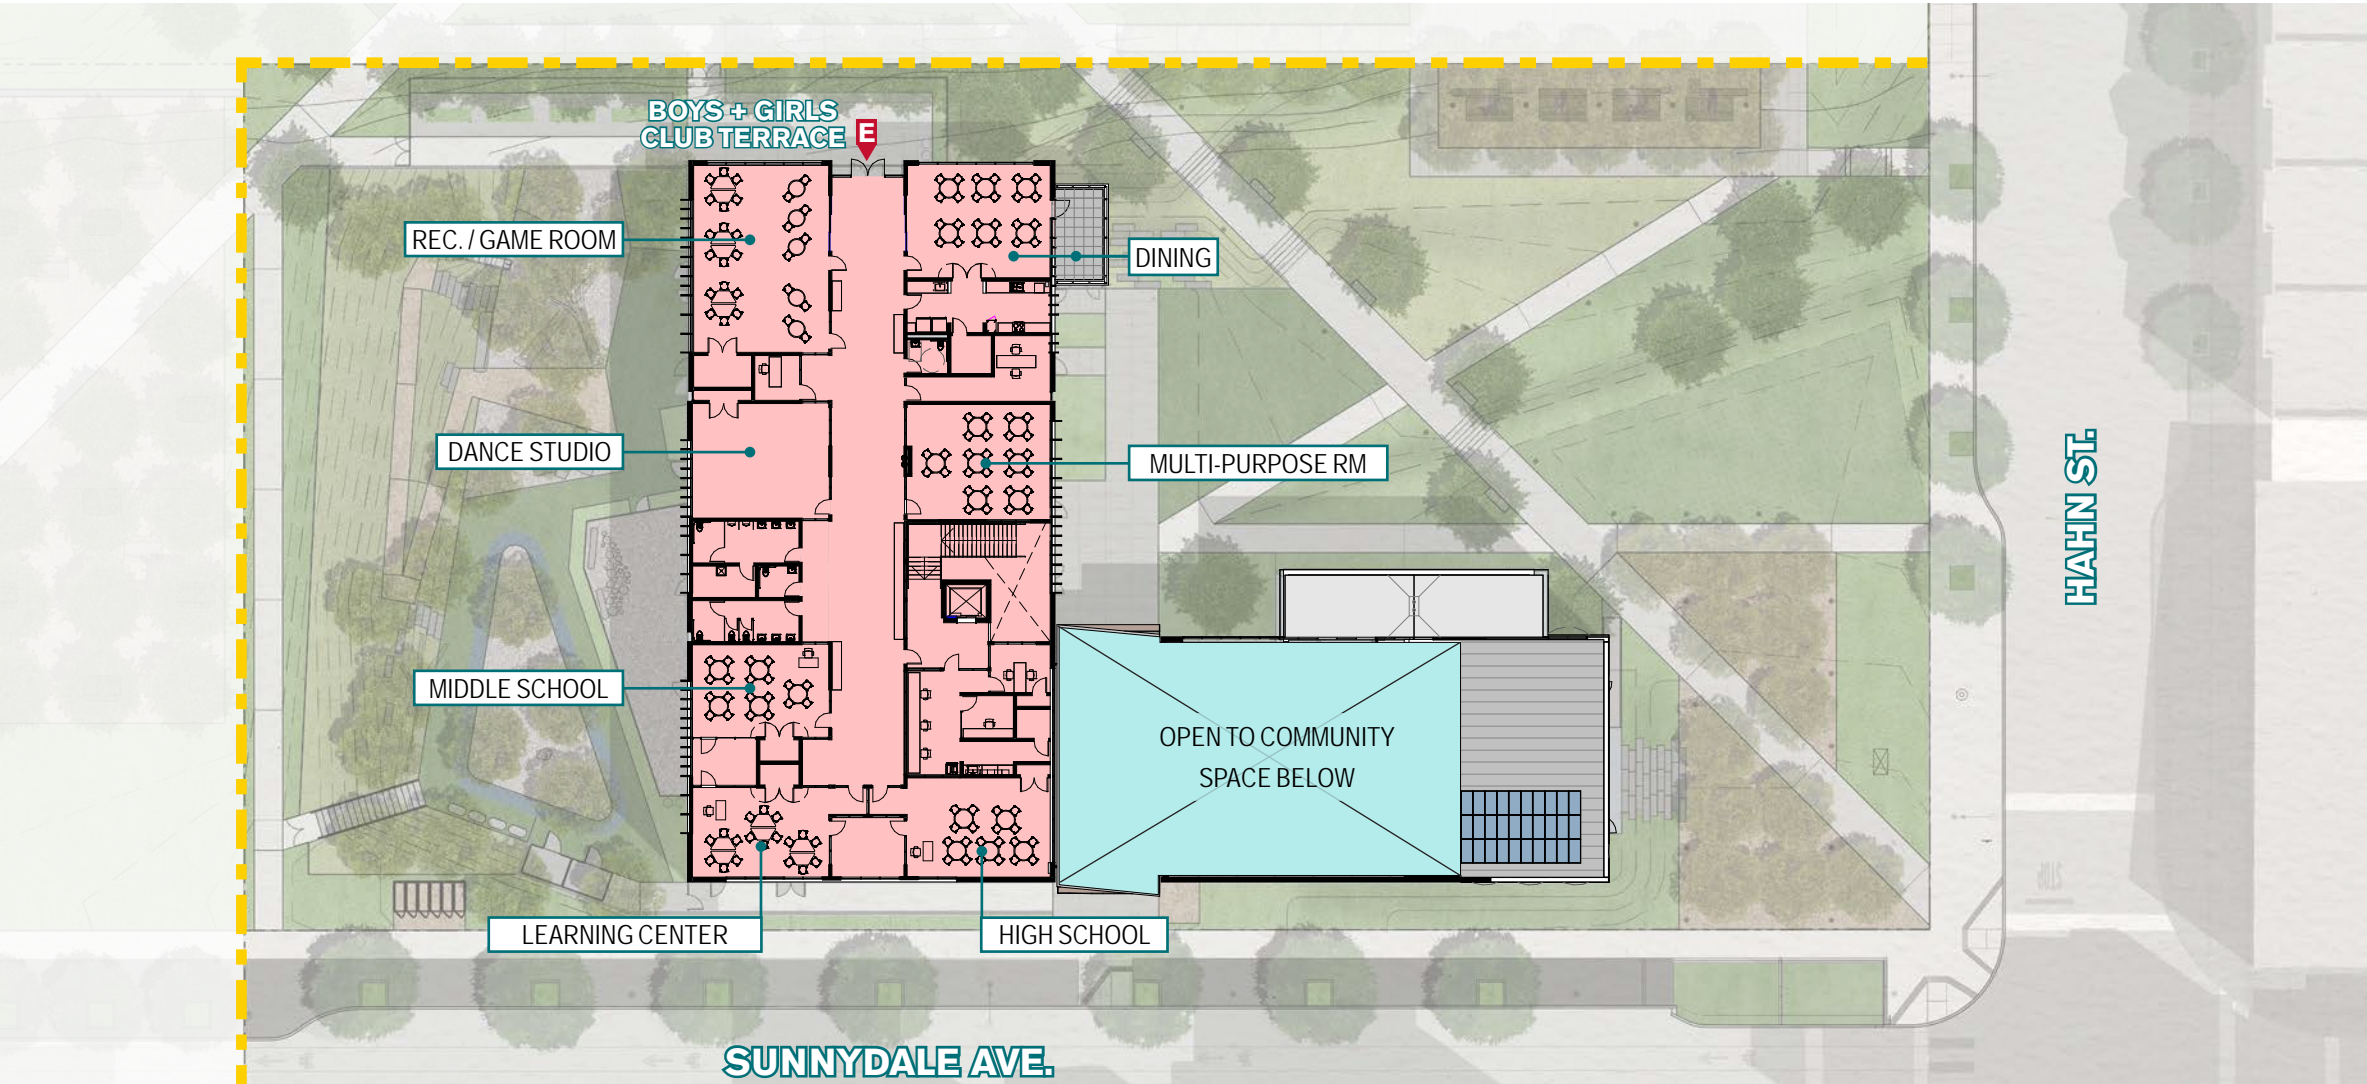 BOYS + GIRLS
CLUB TERRACE
E
REC. / GAME ROOM
DINING
DANCE STUDIO
MULTI-PURPOSE RM
HAHN ST.
MIDDLE SCHOOL
OPEN TO COMMUNITY
SPACE BELOW
STOP
LEARNING CENTER
HIGH SCHOOL
SUNNYDALE AVE.